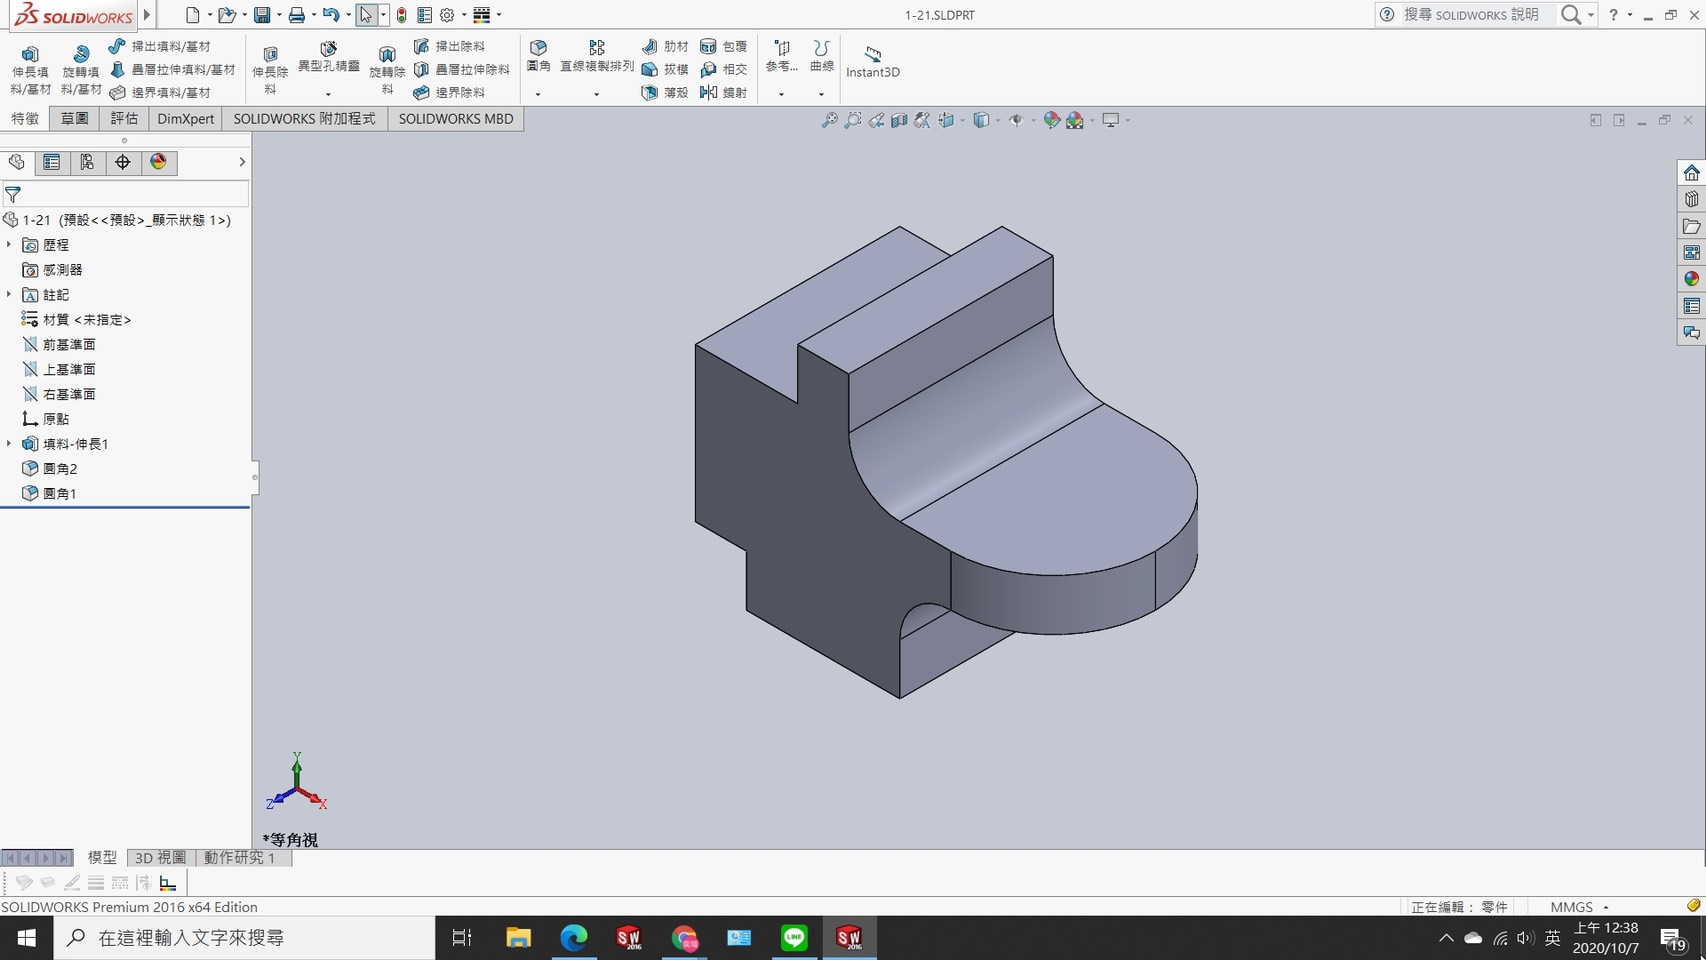 SOLIDWORKS
1-21.SLDPRT
搜尋 SOLIDWORKS 說明
伸長填料/基材
旋轉填料/基材
掃出填料/基材
疊層拉伸填料/基材
邊界填料/基材
伸長除料
異型孔精靈
旋轉除料
掃出除料
疊層拉伸除料
邊界除料
圓角
直線複製排列
肋材
拔模
薄殼
包覆
相交
鏡射
參考...
曲線
Instant3D
特徵 草圖 評估 DimXpert SOLIDWORKS 附加程式 SOLIDWORKS MBD
1-21 (預設<<預設>_顯示狀態 1>)
歷程
感測器
註記
材質 <未指定>
前基準面
上基準面
右基準面
原點
填料-伸長1
圓角2
圓角1
Y
Z X
*等角視
模型 3D 視圖 動作研究 1
SOLIDWORKS Premium 2016 x64 Edition
正在編輯： 零件
MMGS
在這裡輸入文字來搜尋
SW 2016
LINE
SW 2016
英
上午 12:38
2020/10/7
19